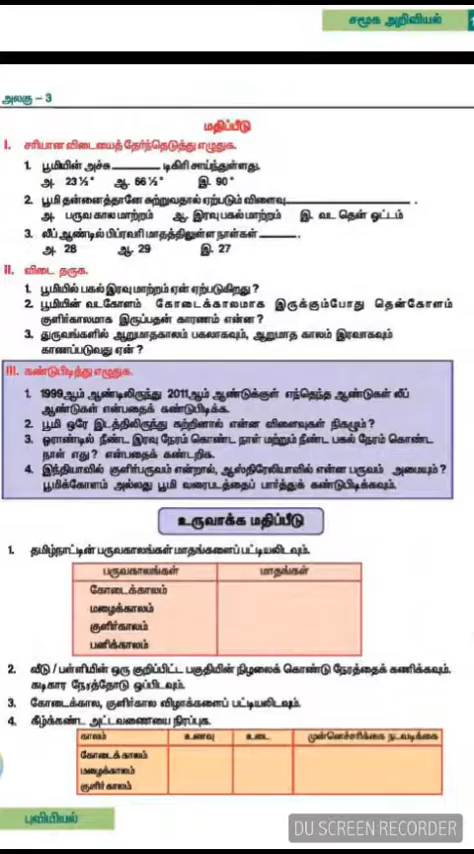 சமூக அறிவியல்
அலகு – 3
மதிப்பீடு
I. சரியான விடையைத் தேர்ந்தெடுத்து எழுதுக.
1. பூமியின் அச்சு ________ டிகிரி சாய்ந்துள்ளது.
அ. 23 ½° ஆ. 66 ½° இ. 90°
2. பூமி தன்னைத்தானே சுற்றுவதால் ஏற்படும் விளைவு ________ .
அ. பருவ கால மாற்றம் ஆ. இரவு பகல் மாற்றம் இ. வட தென் ஓட்டம்
3. லீப் ஆண்டில் பிப்ரவரி மாதத்திலுள்ள நாள்கள் ________ .
அ. 28 ஆ. 29 இ. 27
II. விடை தருக.
1. பூமியில் பகல் இரவு மாற்றம் ஏன் ஏற்படுகிறது ?
2. பூமியின் வடகோளம் கோடைக்காலமாக இருக்கும்போது தென்கோளம்
குளிர்காலமாக இருப்பதன் காரணம் என்ன ?
3. துருவங்களில் ஆறுமாதகாலம் பகலாகவும், ஆறுமாத காலம் இரவாகவும்
காணப்படுவது ஏன் ?
III. கண்டுபிடித்து எழுதுக.
1. 1999ஆம் ஆண்டிலிருந்து 2011ஆம் ஆண்டுக்குள் எந்தெந்த ஆண்டுகள் லீப்
ஆண்டுகள் என்பதைக் கண்டுபிடிக்க.
2. பூமி ஒரே இடத்திலிருந்து சுற்றினால் என்ன விளைவுகள் நிகழும் ?
3. ஓராண்டில் நீண்ட இரவு நேரம் கொண்ட நாள் மற்றும் நீண்ட பகல் நேரம் கொண்ட
நாள் எது ? என்பதைக் கண்டறிக.
4. இந்தியாவில் குளிர்பருவம் என்றால், ஆஸ்திரேலியாவில் என்ன பருவம் அமையும் ?
பூமிக்கோளம் அல்லது பூமி வரைபடத்தைப் பார்த்துக் கண்டுபிடிக்கவும்.
உருவாக்க மதிப்பீடு
1. தமிழ்நாட்டின் பருவகாலங்கள் மாதங்களைப் பட்டியலிடவும்.
பருவகாலங்கள் மாதங்கள்
கோடைக்காலம்
மழைக்காலம்
குளிர்காலம்
பனிக்காலம்
2. வீடு / பள்ளியின் ஒரு குறிப்பிட்ட பகுதியின் நிழலைக் கொண்டு நேரத்தைக் கணிக்கவும்.
கடிகார நேரத்தோடு ஒப்பிடவும்.
3. கோடைக்கால, குளிர்கால விழாக்களைப் பட்டியலிடவும்.
4. கீழ்க்கண்ட அட்டவணையை நிரப்புக.
காலம் உணவு உடை முன்னெச்சரிக்கை நடவடிக்கை
கோடைக் காலம்
மழைக்காலம்
குளிர் காலம்
புவியியல்
DU SCREEN RECORDER